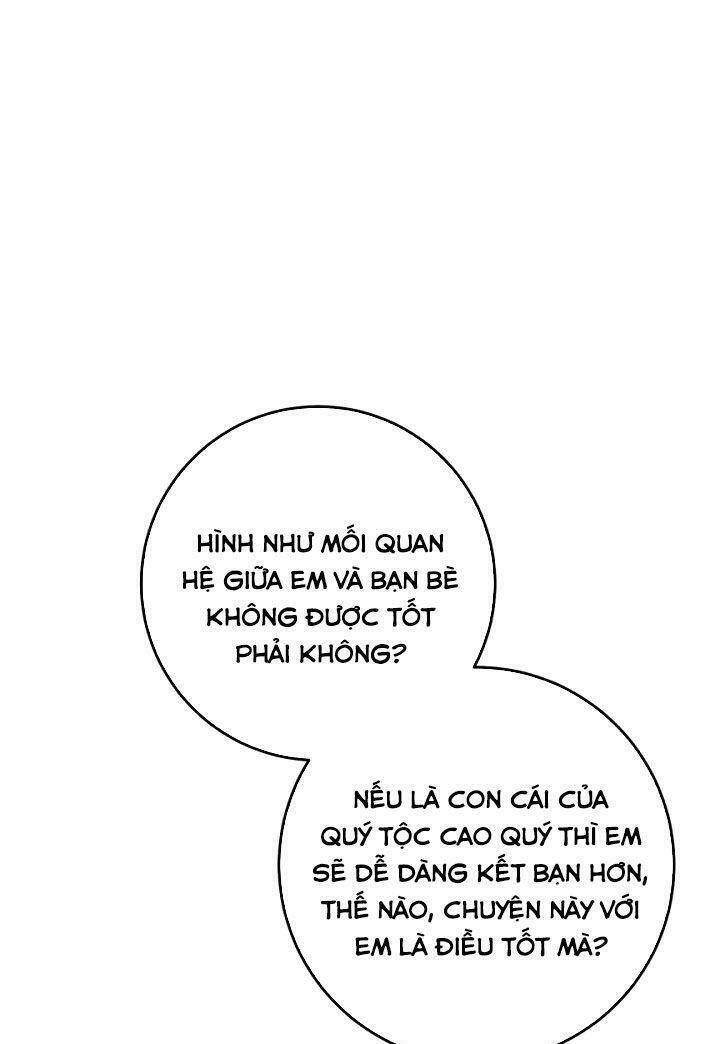 HÌNH NHƯ MỐI QUAN
HỆ GIỮA EM VÀ BẠN BÈ
KHÔNG ĐƯỢC TỐT
PHẢI KHÔNG?
NẾU LÀ CON CÁI CỦA
QUÝ TỘC CAO QUÝ THÌ EM
SẼ DỄ DÀNG KẾT BẠN HƠN,
THẾ NÀO, CHUYỆN NÀY VỚI
EM LÀ ĐIỀU TỐT MÀ?